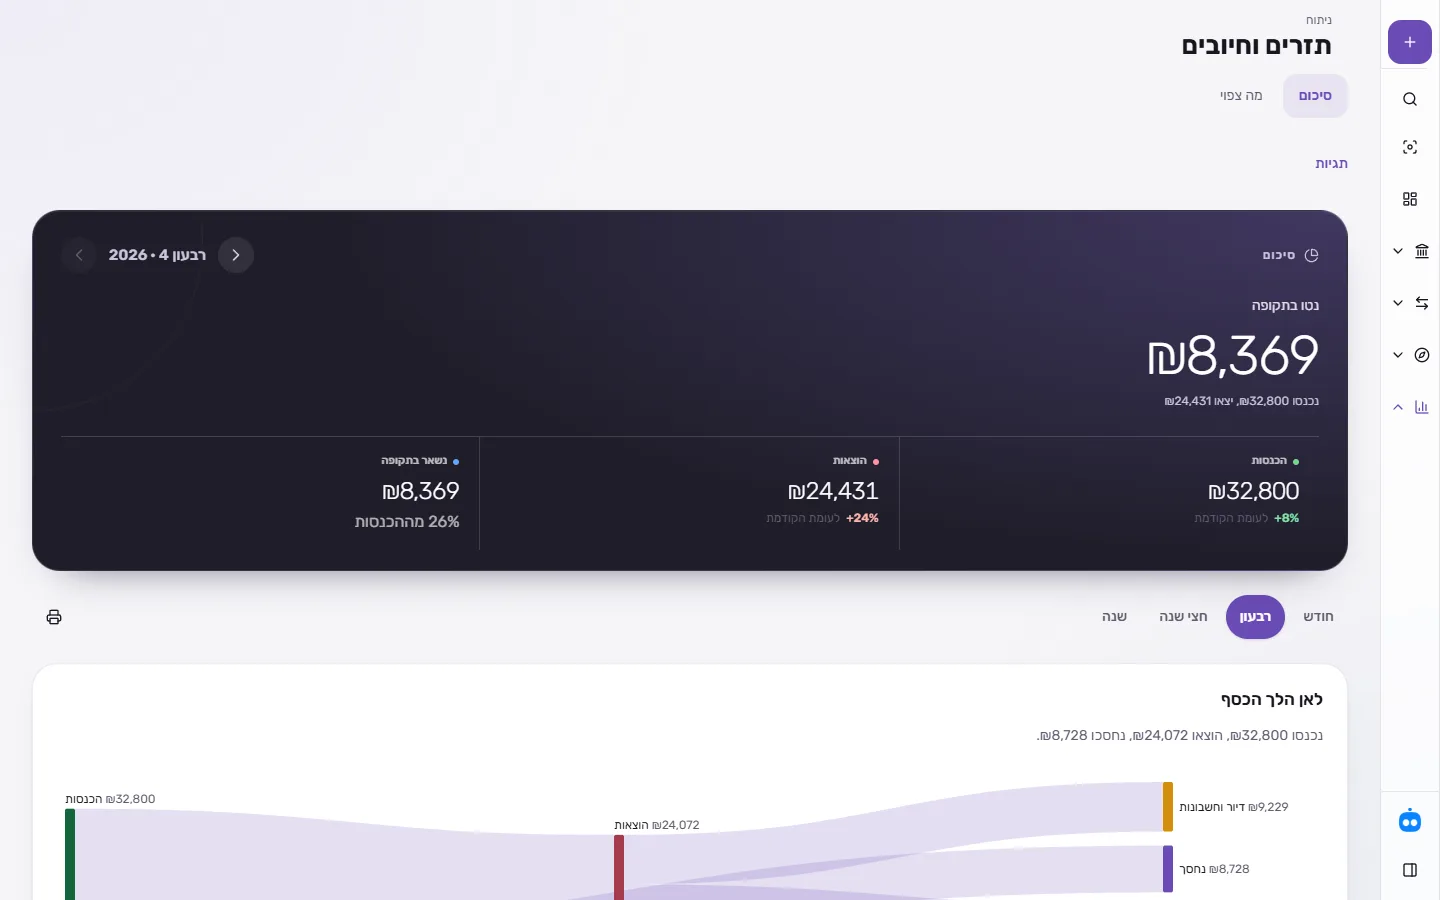 ניתוח
תזרים וחיובים
סיכום
מה צפוי
תגיות
סיכום
רבעון 4 · 2026
נטו בתקופה
₪8,369
נכנסו ₪32,800, יצאו ₪24,431
הכנסות
₪32,800
+8% לעומת הקודמת
הוצאות
₪24,431
+24% לעומת הקודמת
נשאר בתקופה
₪8,369
26% מההכנסות
חודש
רבעון
חצי שנה
שנה
לאן הלך הכסף
נכנסו ₪32,800, הוצאו ₪24,072, נחסכו ₪8,728.
דיור וחשבונות ₪9,229
הכנסות ₪32,800
הוצאות ₪24,072
נחסך ₪8,728